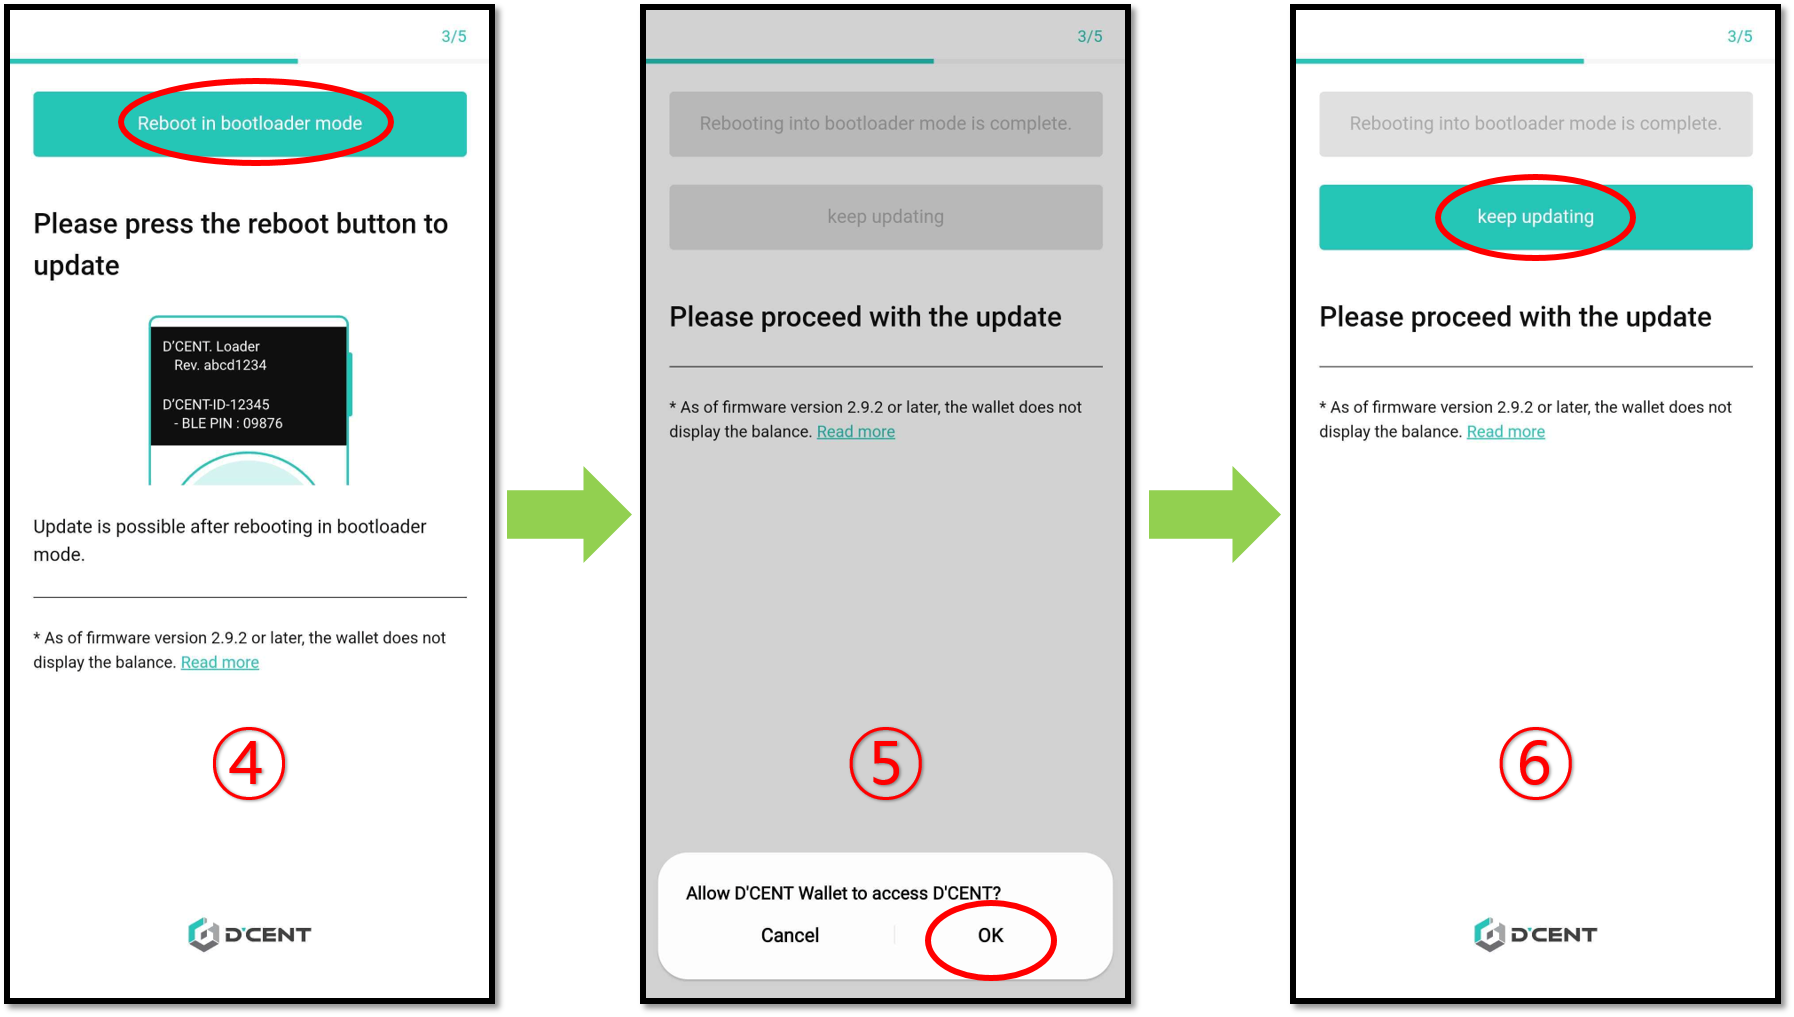 3/5
Reboot in bootloader mode
Please press the reboot button to
update
D'CENT. Loader
Rev. abcd1234
D'CENT-ID-12345
- BLE PIN : 09876
Update is possible after rebooting in bootloader
mode.
* As of firmware version 2.9.2 or later, the wallet does not
display the balance. Read more
④
D'CENT
3/5
Rebooting into bootloader mode is complete.
keep updating
Please proceed with the update
* As of firmware version 2.9.2 or later, the wallet does not
display the balance. Read more
⑤
Allow D'CENT Wallet to access D'CENT?
Cancel
OK
3/5
Rebooting into bootloader mode is complete.
keep updating
Please proceed with the update
* As of firmware version 2.9.2 or later, the wallet does not
display the balance. Read more
⑥
D'CENT